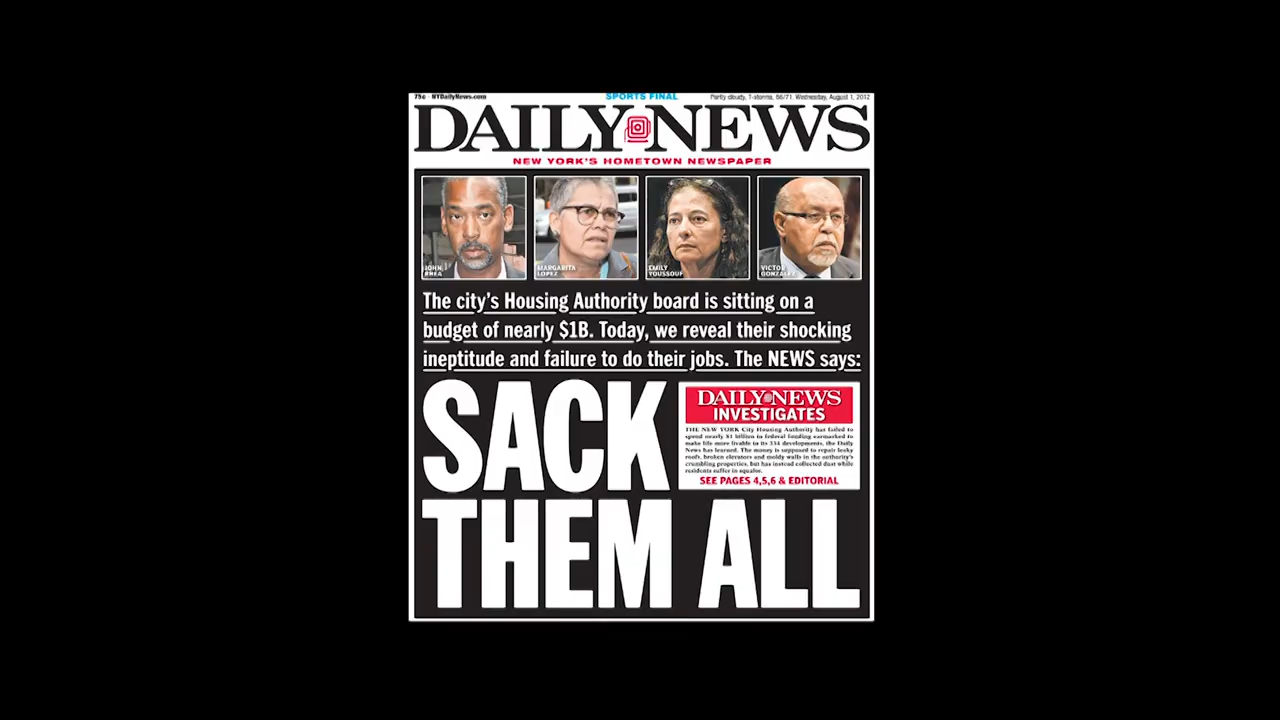 75¢ · NYDailyNews.com
SPORTS FINAL
Partly cloudy, T-storms, 86/71. Wednesday, August 1, 2012
DAILY NEWS
NEW YORK'S HOMETOWN NEWSPAPER
JOHN
RHEA
MARGARITA
LOPEZ
EMILY
YOUSSOUF
VICTOR
GONZALEZ
The city's Housing Authority board is sitting on a
budget of nearly $1B. Today, we reveal their shocking
ineptitude and failure to do their jobs. The NEWS says:
SACK
THEM ALL
DAILY NEWS
INVESTIGATES
THE NEW YORK City Housing Authority has failed to
spend nearly $1 billion in federal funding earmarked to
make life more livable in its 334 developments, the Daily
News has learned. The money is supposed to repair leaky
roofs, broken elevators and moldy walls in the authority's
crumbling properties, but has instead collected dust while
residents suffer in squalor.
SEE PAGES 4,5,6 & EDITORIAL